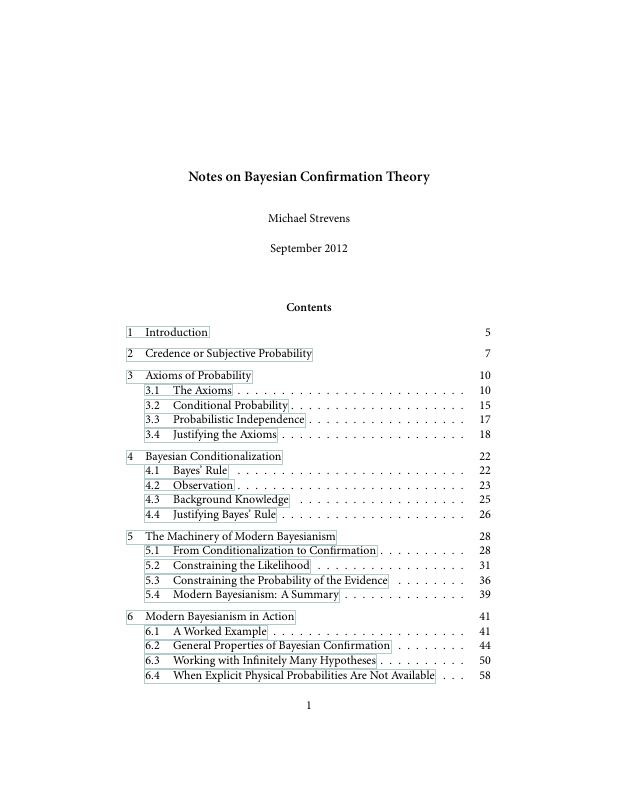 Notes on Bayesian Confirmation Theory
Michael Strevens
September 2012
Contents
1 Introduction 5
2 Credence or Subjective Probability 7
3 Axioms of Probability 10
3.1 The Axioms . . . . . . . . . . . . . . . . . . . . . . . . . . 10
3.2 Conditional Probability . . . . . . . . . . . . . . . . . . . . 15
3.3 Probabilistic Independence . . . . . . . . . . . . . . . . . . 17
3.4 Justifying the Axioms . . . . . . . . . . . . . . . . . . . . . 18
4 Bayesian Conditionalization 22
4.1 Bayes’ Rule . . . . . . . . . . . . . . . . . . . . . . . . . . 22
4.2 Observation . . . . . . . . . . . . . . . . . . . . . . . . . . 23
4.3 Background Knowledge . . . . . . . . . . . . . . . . . . . 25
4.4 Justifying Bayes’ Rule . . . . . . . . . . . . . . . . . . . . . 26
5 The Machinery of Modern Bayesianism 28
5.1 From Conditionalization to Confirmation . . . . . . . . . . 28
5.2 Constraining the Likelihood . . . . . . . . . . . . . . . . . 31
5.3 Constraining the Probability of the Evidence . . . . . . . . 36
5.4 Modern Bayesianism: A Summary . . . . . . . . . . . . . . 39
6 Modern Bayesianism in Action 41
6.1 A Worked Example . . . . . . . . . . . . . . . . . . . . . . 41
6.2 General Properties of Bayesian Confirmation . . . . . . . . 44
6.3 Working with Infinitely Many Hypotheses . . . . . . . . . . 50
6.4 When Explicit Physical Probabilities Are Not Available . . . 58
1